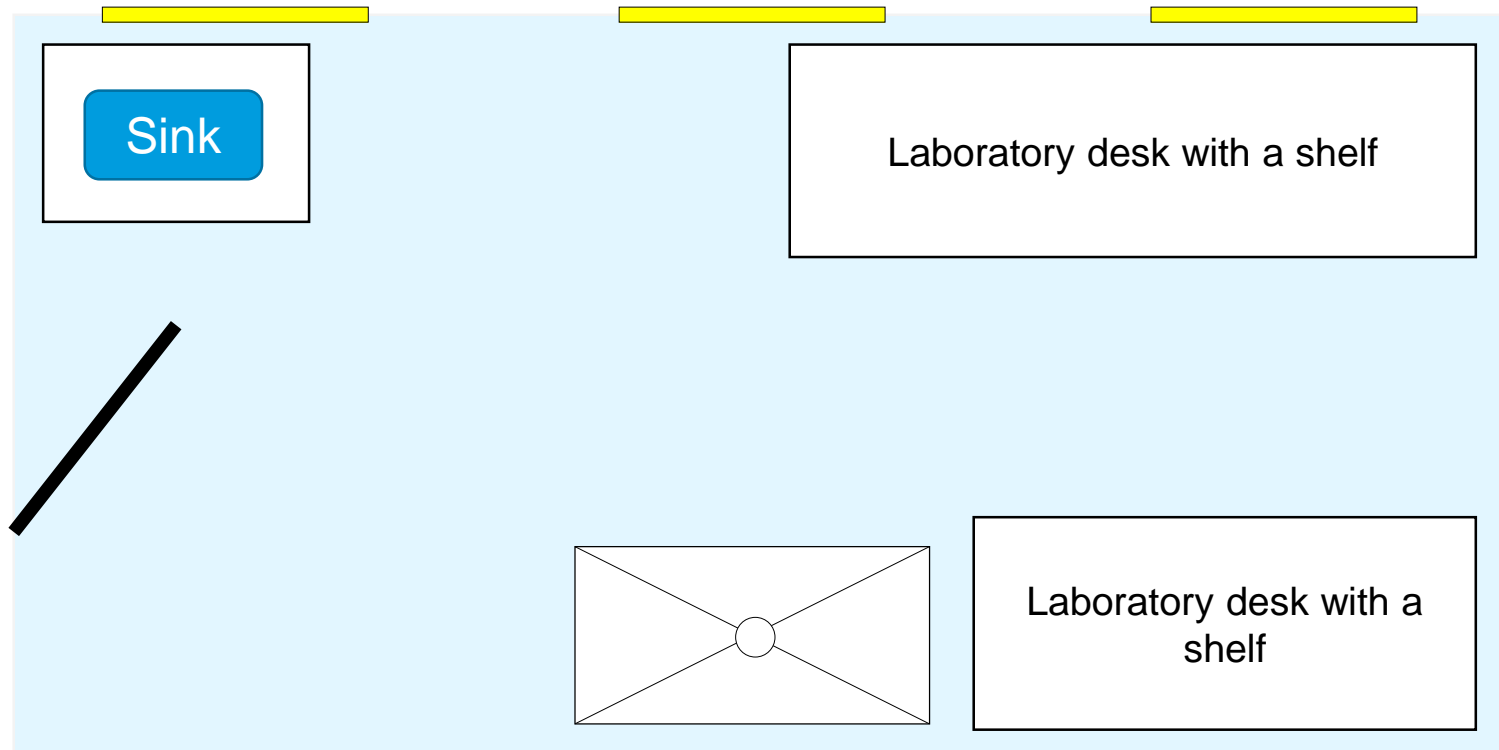 Sink
Laboratory desk with a shelf
Laboratory desk with a
shelf